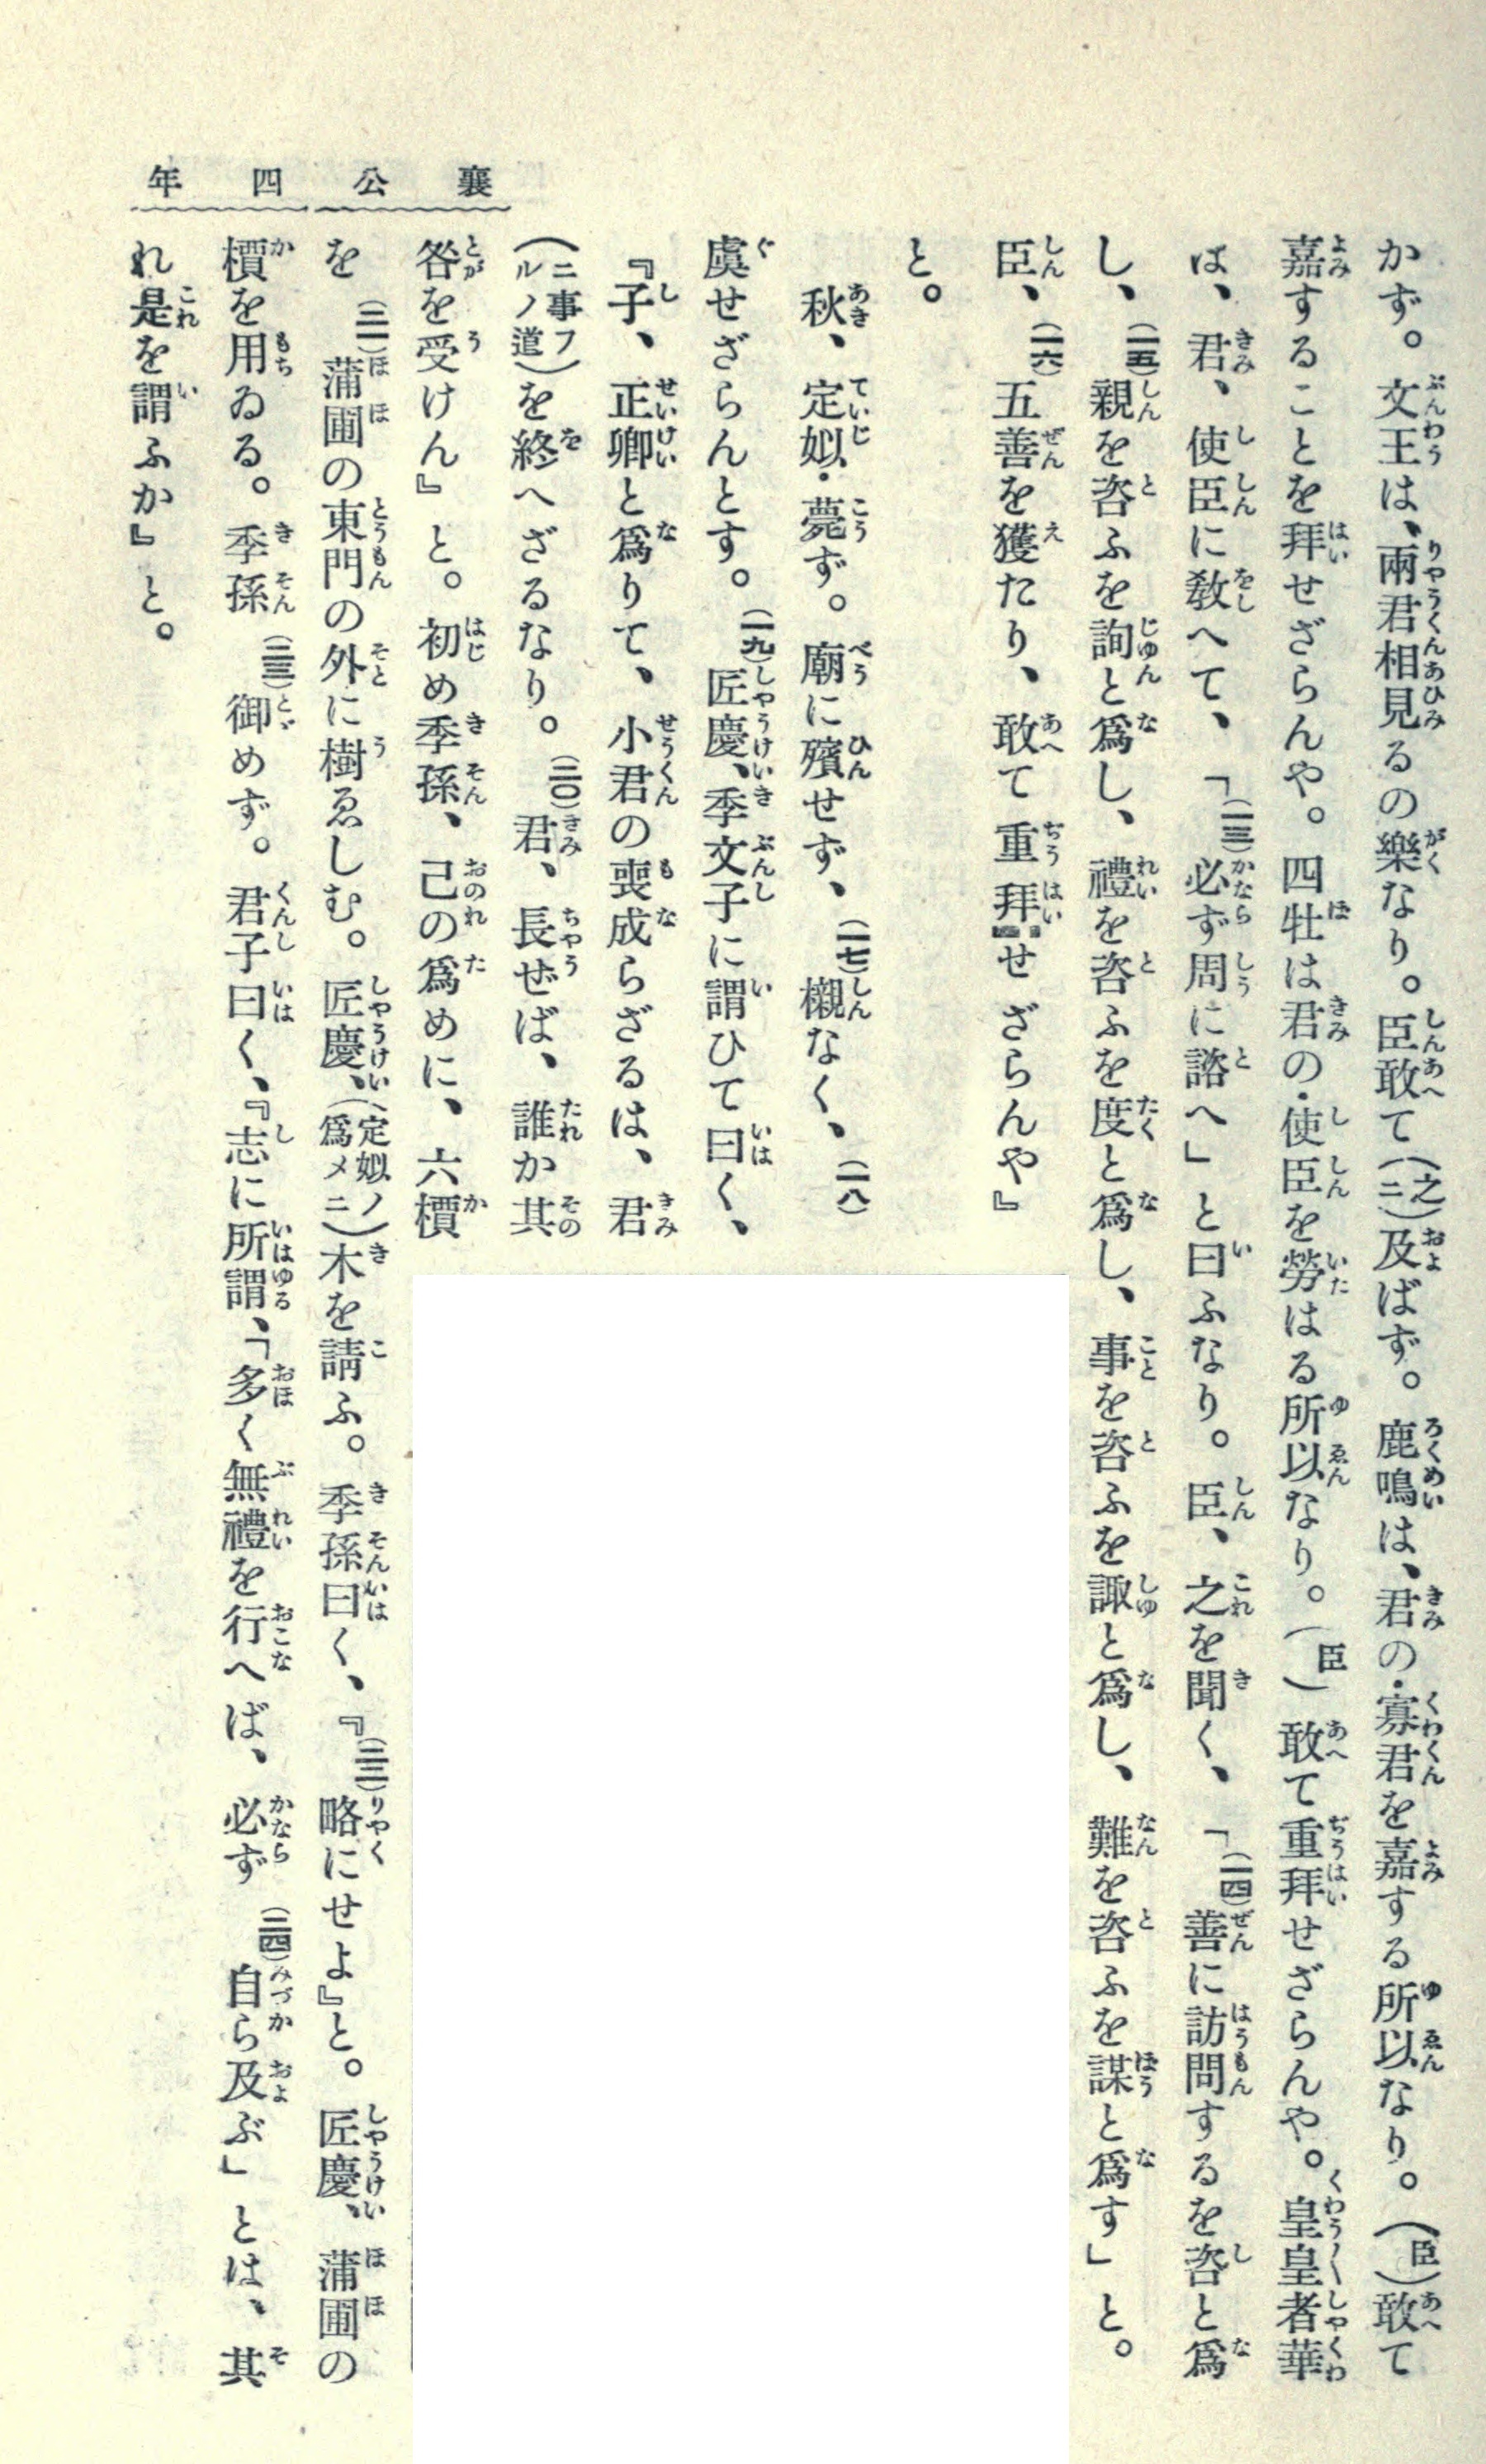 襄公四年
かず。文王は、兩君相見るの樂なり。臣敢て(之ニ)及ばず。鹿鳴は、君の・寡君を嘉する所以なり。(臣)敢て
嘉することを拜せざらんや。四牡は君の・使臣を勞はる所以なり。(臣)敢て重拜せざらんや。皇皇者華
は、君、使臣に敎へて、「(一三)必ず周に諮へ」と曰ふなり。臣、之を聞く、「(一四)善に訪問するを咨と爲
し、(一五)親を咨ふを詢と爲し、禮を咨ふを度と爲し、事を咨ふを諏と爲し、難を咨ふを謀と爲す」と。
臣、(一六)五善を獲たり、敢て重拜せざらんや』
と。
秋、定姒・薨ず。廟に殯せず、(一七)櫬なく、(一八)
虞せざらんとす。(一九)匠慶、季文子に謂ひて曰く、
『子、正卿と爲りて、小君の喪成らざるは、君
(ニ事フルノ道)を終へざるなり。(二〇)君、長ぜば、誰か其
咎を受けん』と。初め季孫、己の爲めに、六檟
を(二一)蒲圃の東門の外に樹ゑしむ。匠慶、(定姒ノ爲メニ)木を請ふ。季孫曰く、『(二二)略にせよ』と。匠慶、蒲圃の
檟を用ゐる。季孫(二三)御めず。君子曰く、『志に所謂、「多く無禮を行へば、必ず(二四)自ら及ぶ」とは、其
れ是を謂ふか』と。